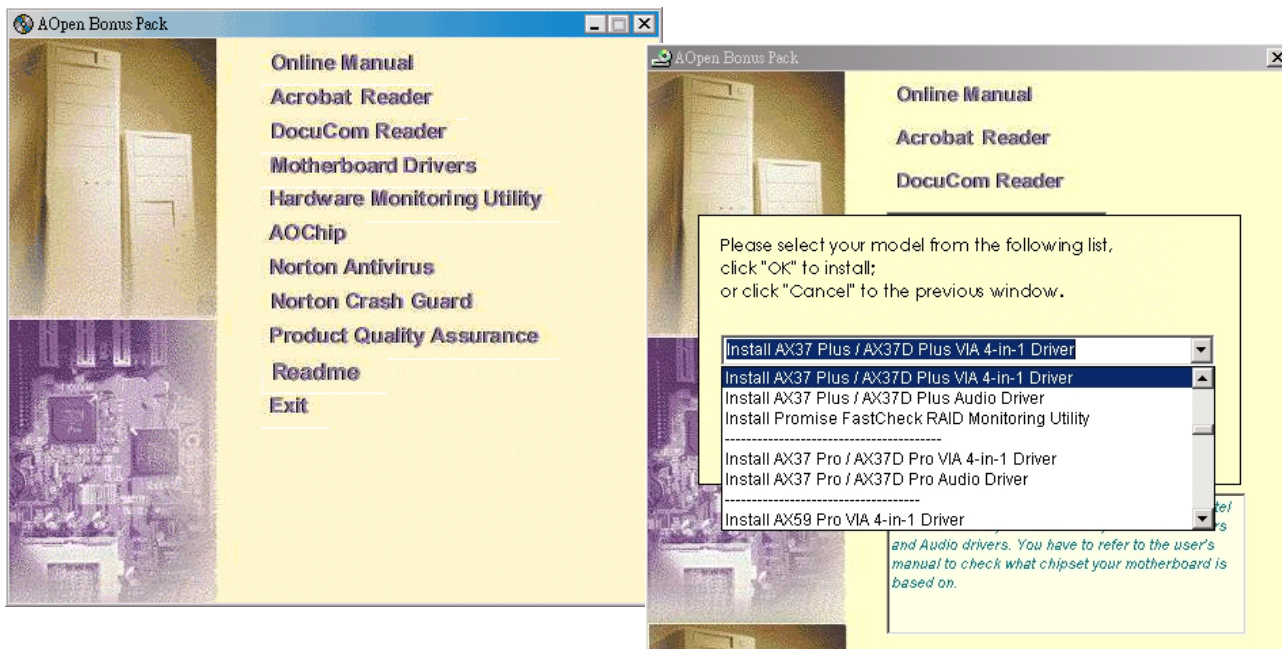 AOpen Bonus Pack
Online Manual
Acrobat Reader
DocuCom Reader
Motherboard Drivers
Hardware Monitoring Utility
AOChip
Norton Antivirus
Norton Crash Guard
Product Quality Assurance
Readme
Exit
AOpen Bonus Pack
Online Manual
Acrobat Reader
DocuCom Reader
Please select your model from the following list,
click "OK" to install;
or click "Cancel" to the previous window.
Install AX37 Plus / AX37D Plus VIA 4-in-1 Driver
Install AX37 Plus / AX37D Plus VIA 4-in-1 Driver
Install AX37 Plus / AX37D Plus Audio Driver
Install Promise FastCheck RAID Monitoring Utility
----------------------------------------
Install AX37 Pro / AX37D Pro VIA 4-in-1 Driver
Install AX37 Pro / AX37D Pro Audio Driver
------------------------------------
Install AX59 Pro VIA 4-in-1 Driver
and Audio drivers. You have to refer to the user's
manual to check what chipset your motherboard is
based on.